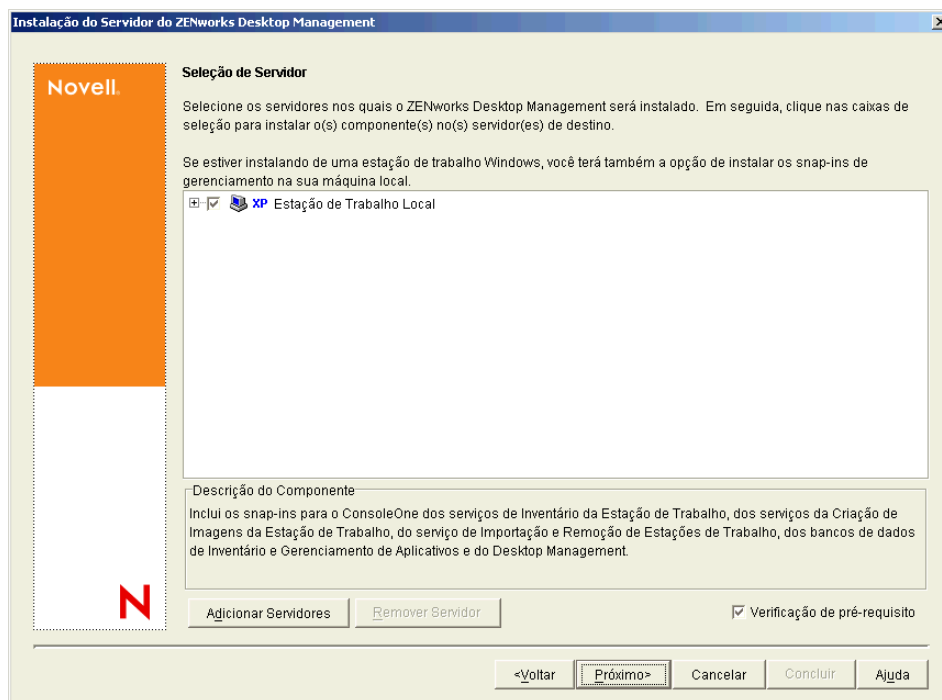 Instalação do Servidor do ZENworks Desktop Management
Novell.
Seleção de Servidor
Selecione os servidores nos quais o ZENworks Desktop Management será instalado. Em seguida, clique nas caixas de
seleção para instalar o(s) componente(s) no(s) servidor(es) de destino.
Se estiver instalando de uma estação de trabalho Windows, você terá também a opção de instalar os snap-ins de
gerenciamento na sua máquina local.
XP Estação de Trabalho Local
Descrição do Componente
Inclui os snap-ins para o ConsoleOne dos serviços de Inventário da Estação de Trabalho, dos serviços da Criação de
Imagens da Estação de Trabalho, do serviço de Importação e Remoção de Estações de Trabalho, dos bancos de dados
de Inventário e Gerenciamento de Aplicativos e do Desktop Management.
N
Adicionar Servidores
Remover Servidor
Verificação de pré-requisito
<Voltar
Próximo>
Cancelar
Concluir
Ajuda